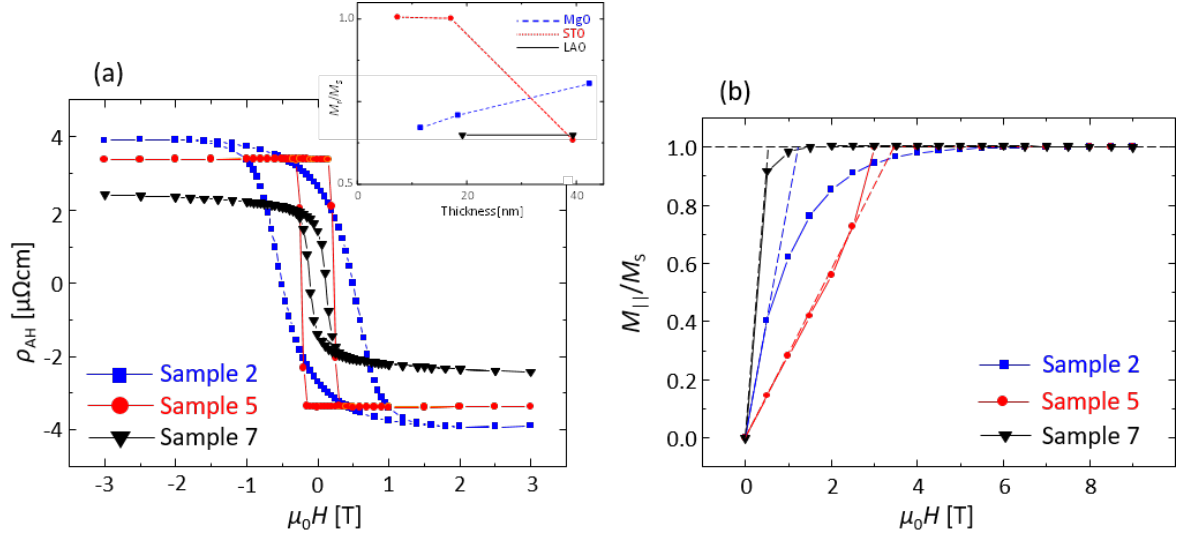 (a)
4
2
0
-2
-4
ρAH [μΩcm]
-3 -2 -1 0 1 2 3
μ0H [T]
Sample 2
Sample 5
Sample 7
1.0
0.5
Mr/Ms
0 20 40
Thickness[nm]
MgO
STO
LAO
(b)
1.0
0.8
0.6
0.4
0.2
0.0
M||/Ms
0 2 4 6 8
μ0H [T]
Sample 2
Sample 5
Sample 7